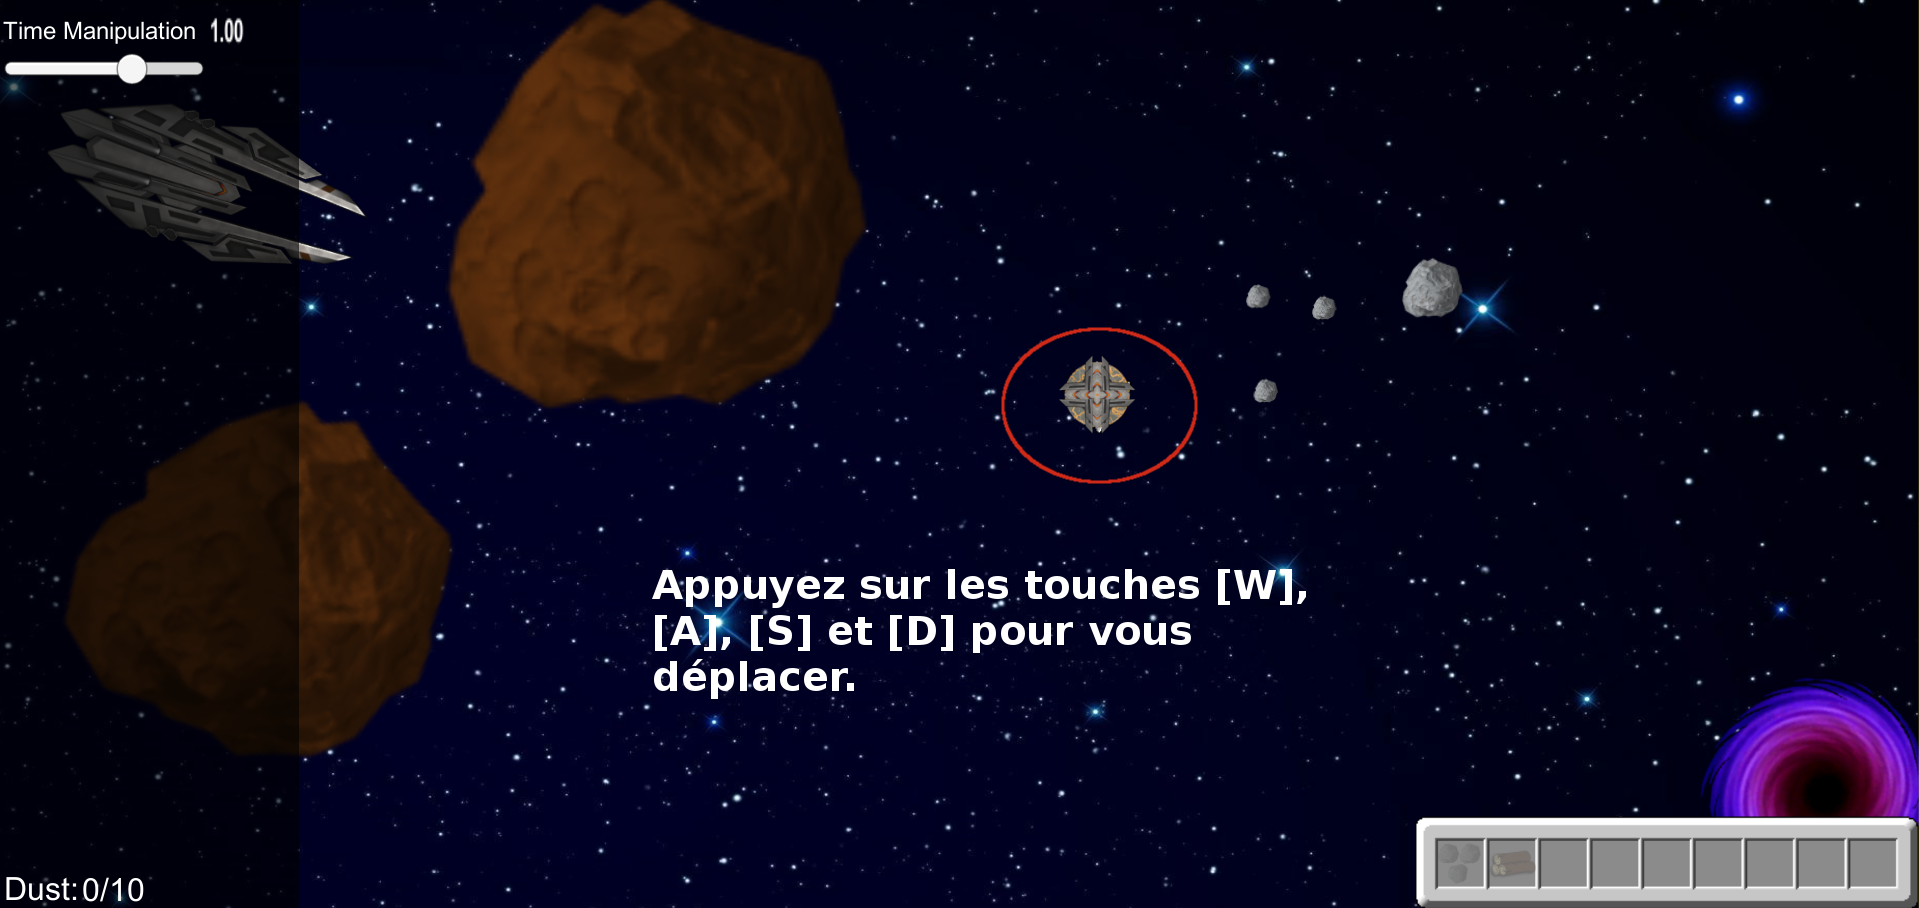 Time Manipulation 1.00
Appuyez sur les touches [W],
[A], [S] et [D] pour vous
déplacer.
Dust:0/10